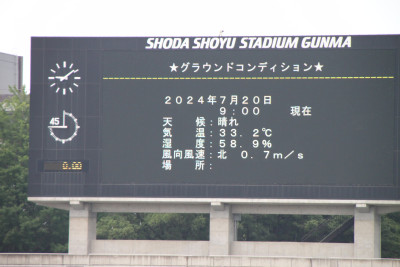 SHODA SHOYU STADIUM GUNMA
★グラウンドコンディション★
2024年7月20日
9:00 現在
天 候:晴れ
気 温:33.2℃
湿 度:58.9%
風向風速:北 0.7m/s
場 所:
45
0.00